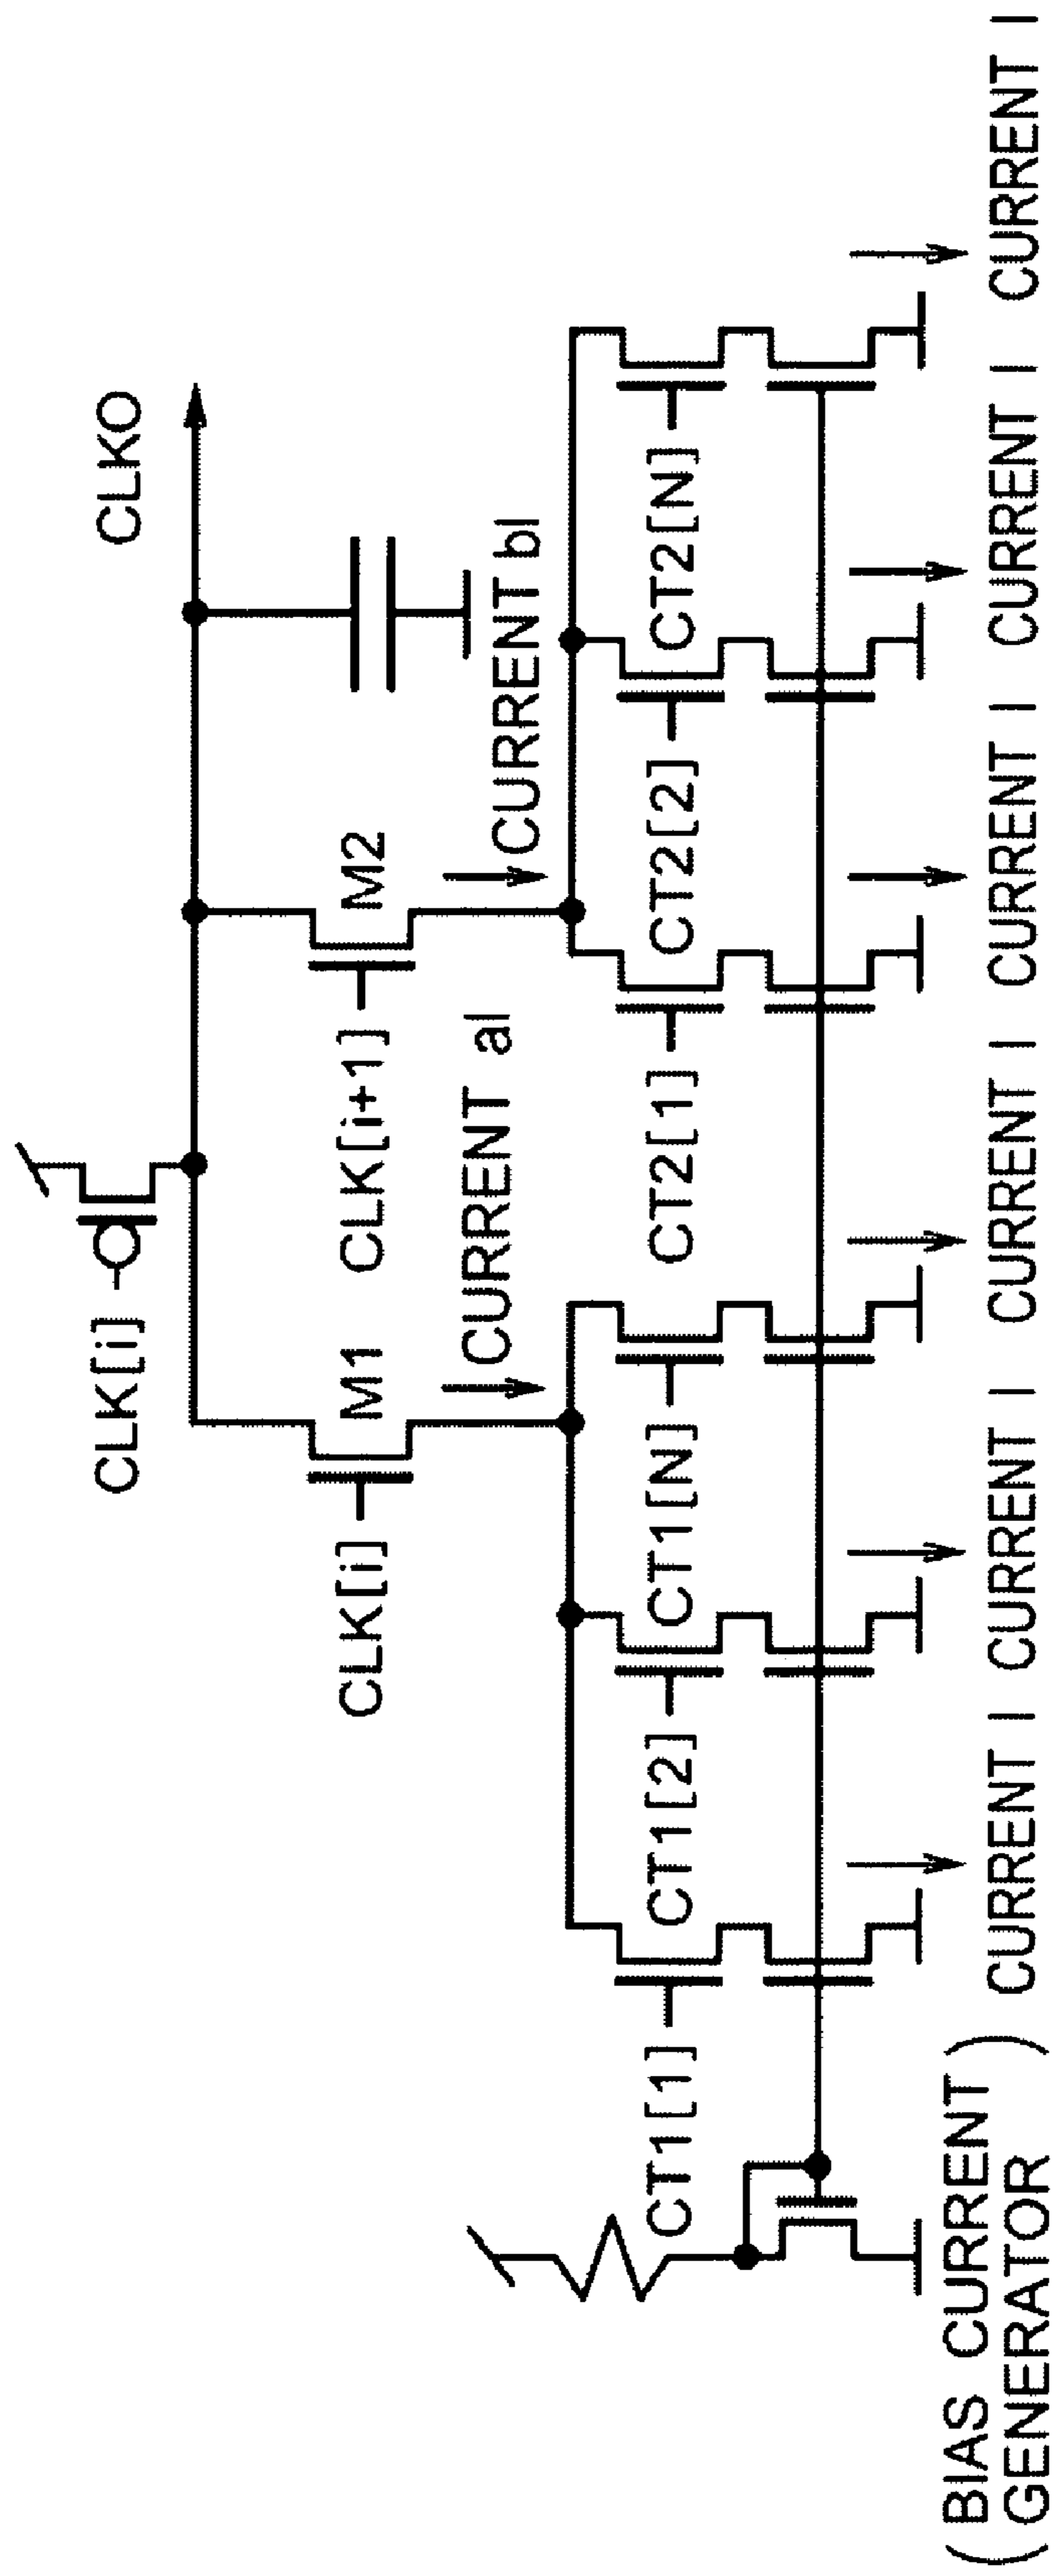 CLK[i]
CLKO
CLK[i]
M1
CLK[i+1]
M2
CURRENT aI
CURRENT bI
CT1[1]
CT1[2]
CT1[N]
CT2[1]
CT2[2]
CT2[N]
(BIAS CURRENT
GENERATOR)
CURRENT I
CURRENT I
CURRENT I
CURRENT I
CURRENT I
CURRENT I